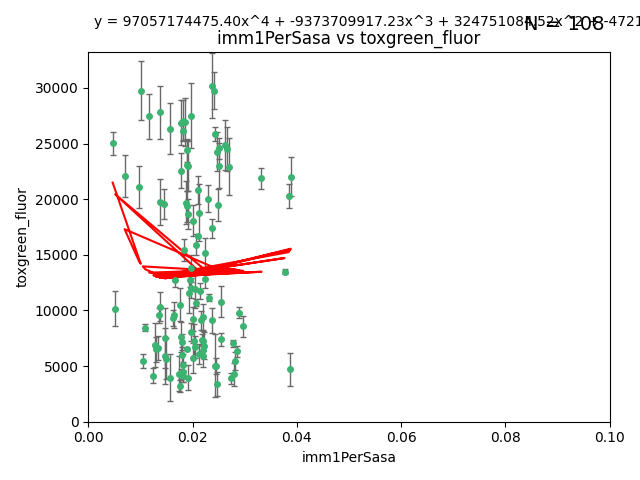 y = 97057174475.40x^4 + -9373709917.23x^3 + 324751084.52x^2 + -4721
N = 108
imm1PerSasa vs toxgreen_fluor
30000
25000
20000
15000
10000
5000
0
toxgreen_fluor
0.00 0.02 0.04 0.06 0.08 0.10
imm1PerSasa